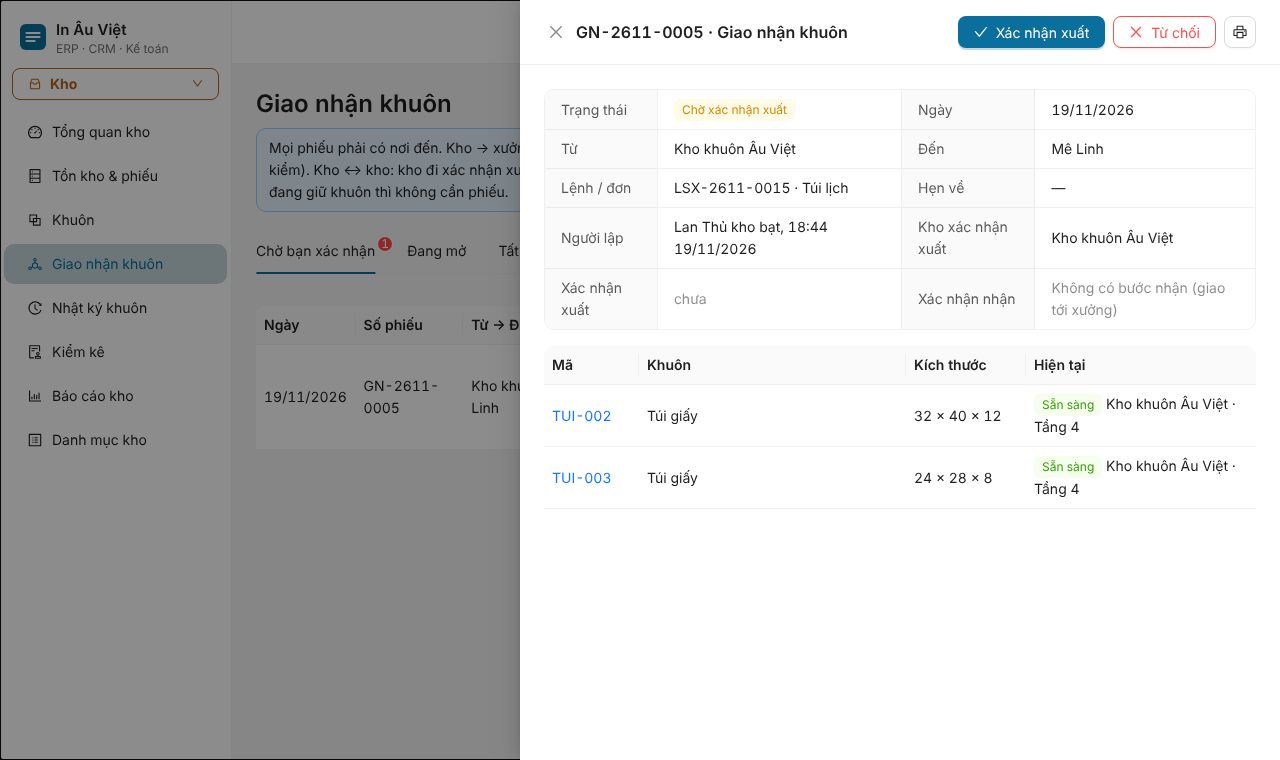 In Âu Việt
ERP · CRM · Kế toán
Kho
Tổng quan kho
Tồn kho & phiếu
Khuôn
Giao nhận khuôn
Nhật ký khuôn
Kiểm kê
Báo cáo kho
Danh mục kho
Giao nhận khuôn
Mọi phiếu phải có nơi đến. Kho → xưởn
kiểm). Kho ↔ kho: kho đi xác nhận xu
đang giữ khuôn thì không cần phiếu.
Chờ bạn xác nhận 1 Đang mở Tất
Ngày Số phiếu Từ → Đ
19/11/2026 GN-2611-0005 Kho khu
Linh
GN-2611-0005 · Giao nhận khuôn
Xác nhận xuất Từ chối
Trạng thái Chờ xác nhận xuất Ngày 19/11/2026
Từ Kho khuôn Âu Việt Đến Mê Linh
Lệnh / đơn LSX-2611-0015 · Túi lịch Hẹn về —
Người lập Lan Thủ kho bạt, 18:44
19/11/2026
Kho xác nhận
xuất
Kho khuôn Âu Việt
Xác nhận
xuất
chưa
Xác nhận nhận
Không có bước nhận (giao
tới xưởng)
Mã Khuôn Kích thước Hiện tại
TUI-002 Túi giấy 32 × 40 × 12 Sẵn sàng Kho khuôn Âu Việt ·
Tầng 4
TUI-003 Túi giấy 24 × 28 × 8 Sẵn sàng Kho khuôn Âu Việt ·
Tầng 4